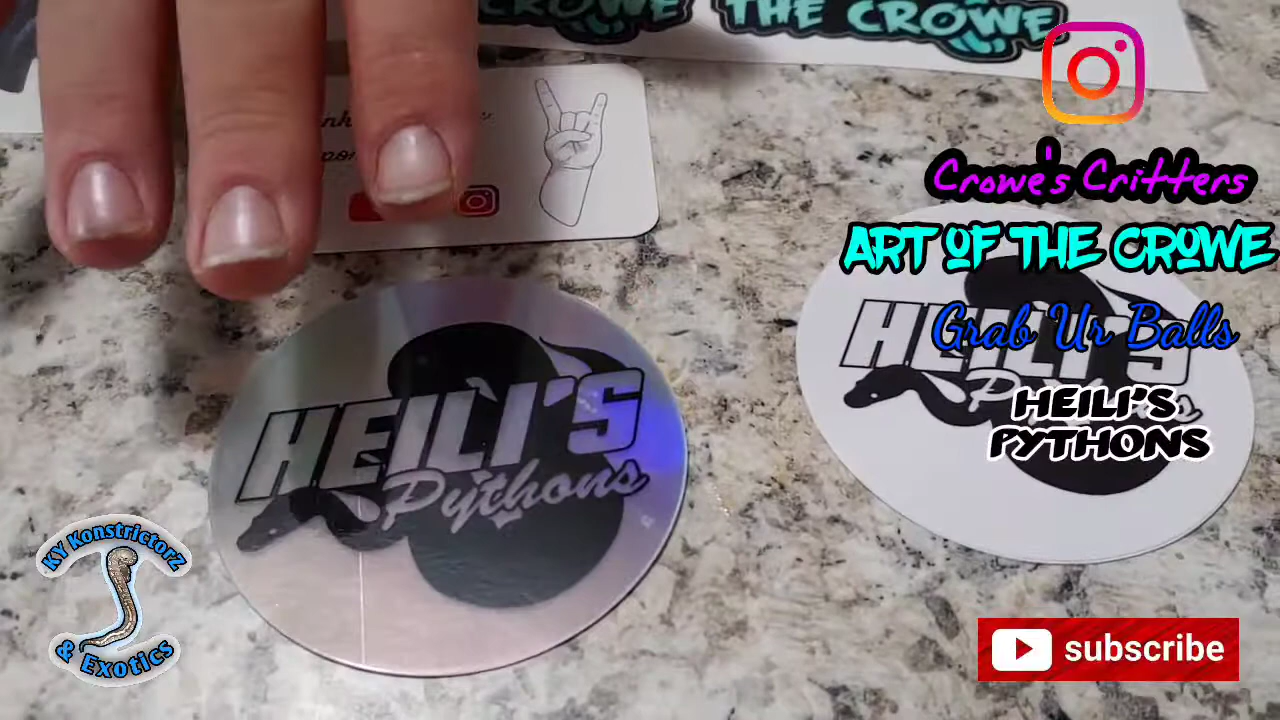 CROWE
THE CROWE
Crowe's Critters
ART OF THE CROWE
Grab Ur Balls
HEILI'S
PYTHONS
HEILI'S
Pythons
HEILI'S
KY KonstrictorZ
& Exotics
subscribe